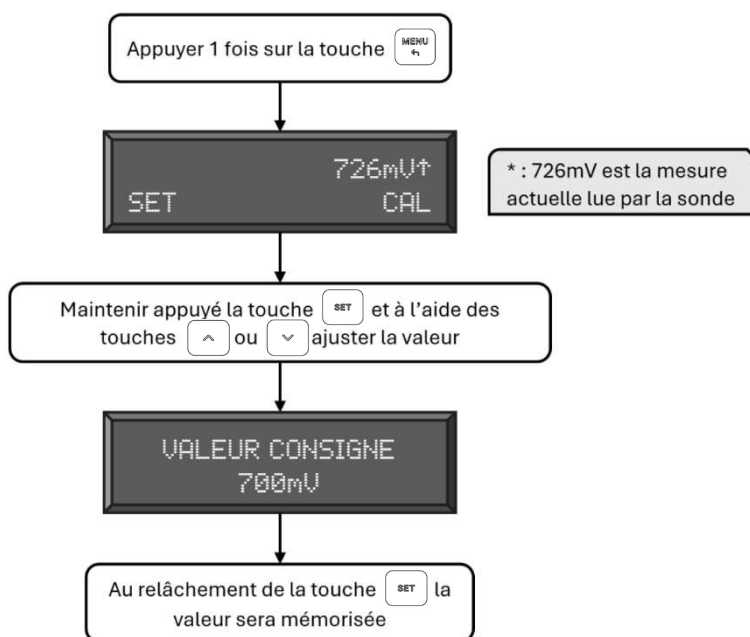 Appuyer 1 fois sur la touche MENU
726mV↑
SET CAL
* : 726mV est la mesure
actuelle lue par la sonde
Maintenir appuyé la touche SET et à l’aide des
touches ou ajuster la valeur
VALEUR CONSIGNE
700mV
Au relâchement de la touche SET la
valeur sera mémorisée